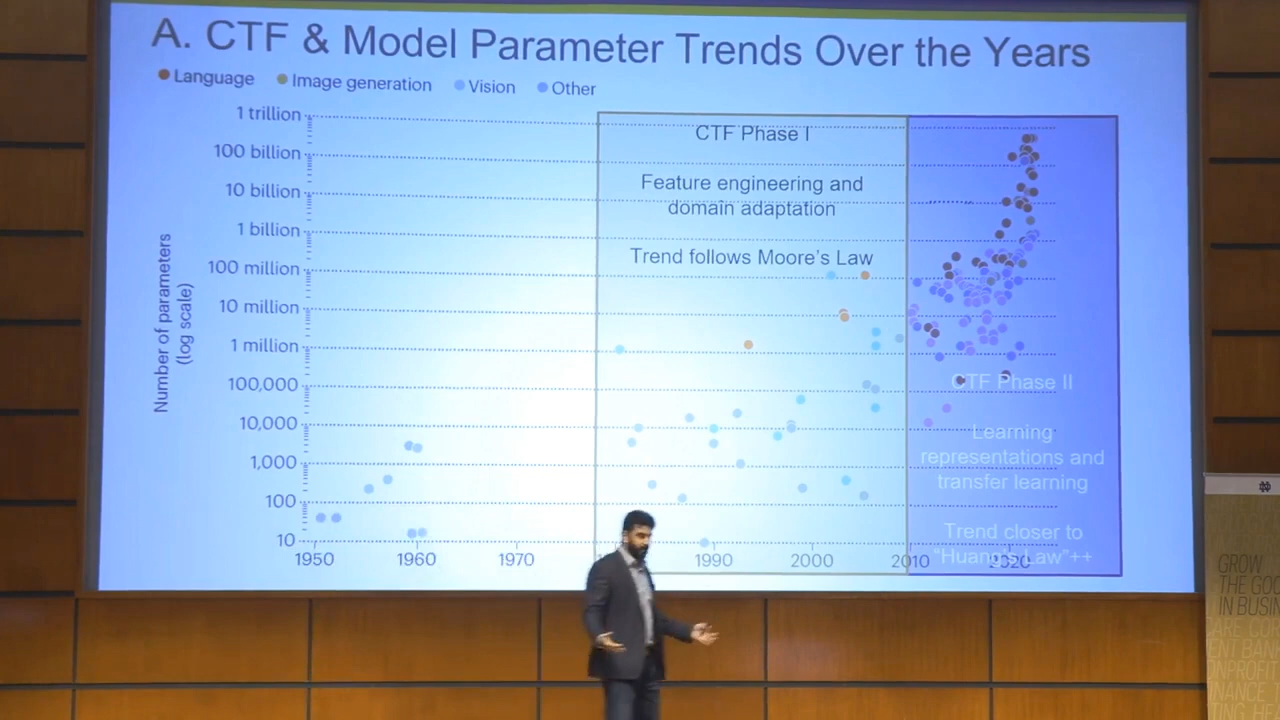 A. CTF & Model Parameter Trends Over the Years
Language Image generation Vision Other
Number of parameters
(log scale)
1 trillion
100 billion
10 billion
1 billion
100 million
10 million
1 million
100,000
10,000
1,000
100
10
1950 1960 1970 1990 2000 2010 2020
CTF Phase I
Feature engineering and
domain adaptation
Trend follows Moore's Law
CTF Phase II
Learning
representations and
transfer learning
Trend closer to
"Huang's Law"++
GROW
THE GOO
IN BUSIN